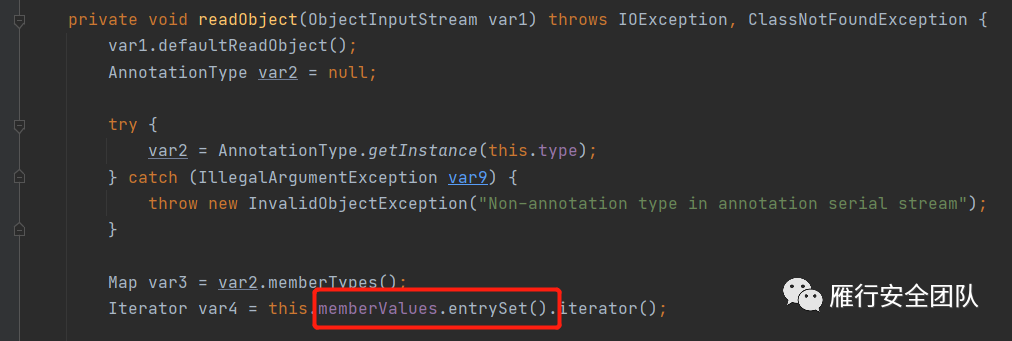 private void readObject(ObjectInputStream var1) throws IOException, ClassNotFoundException {
var1.defaultReadObject();
AnnotationType var2 = null;
try {
var2 = AnnotationType.getInstance(this.type);
} catch (IllegalArgumentException var9) {
throw new InvalidObjectException("Non-annotation type in annotation serial stream");
}
Map var3 = var2.memberTypes();
Iterator var4 = this.memberValues.entrySet().iterator();
雁行安全团队